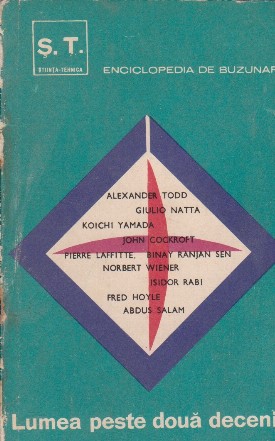 Ș. T.
ȘTIINȚA-TEHNICA
ENCICLOPEDIA DE BUZUNAR
ALEXANDER TODD
GIULIO NATTA
KOICHI YAMADA
JOHN COCKROFT
PIERRE LAFFITTE, BINAY RANJAN SEN
NORBERT WIENER
ISIDOR RABI
FRED HOYLE
ABDUS SALAM
Lumea peste două deceni